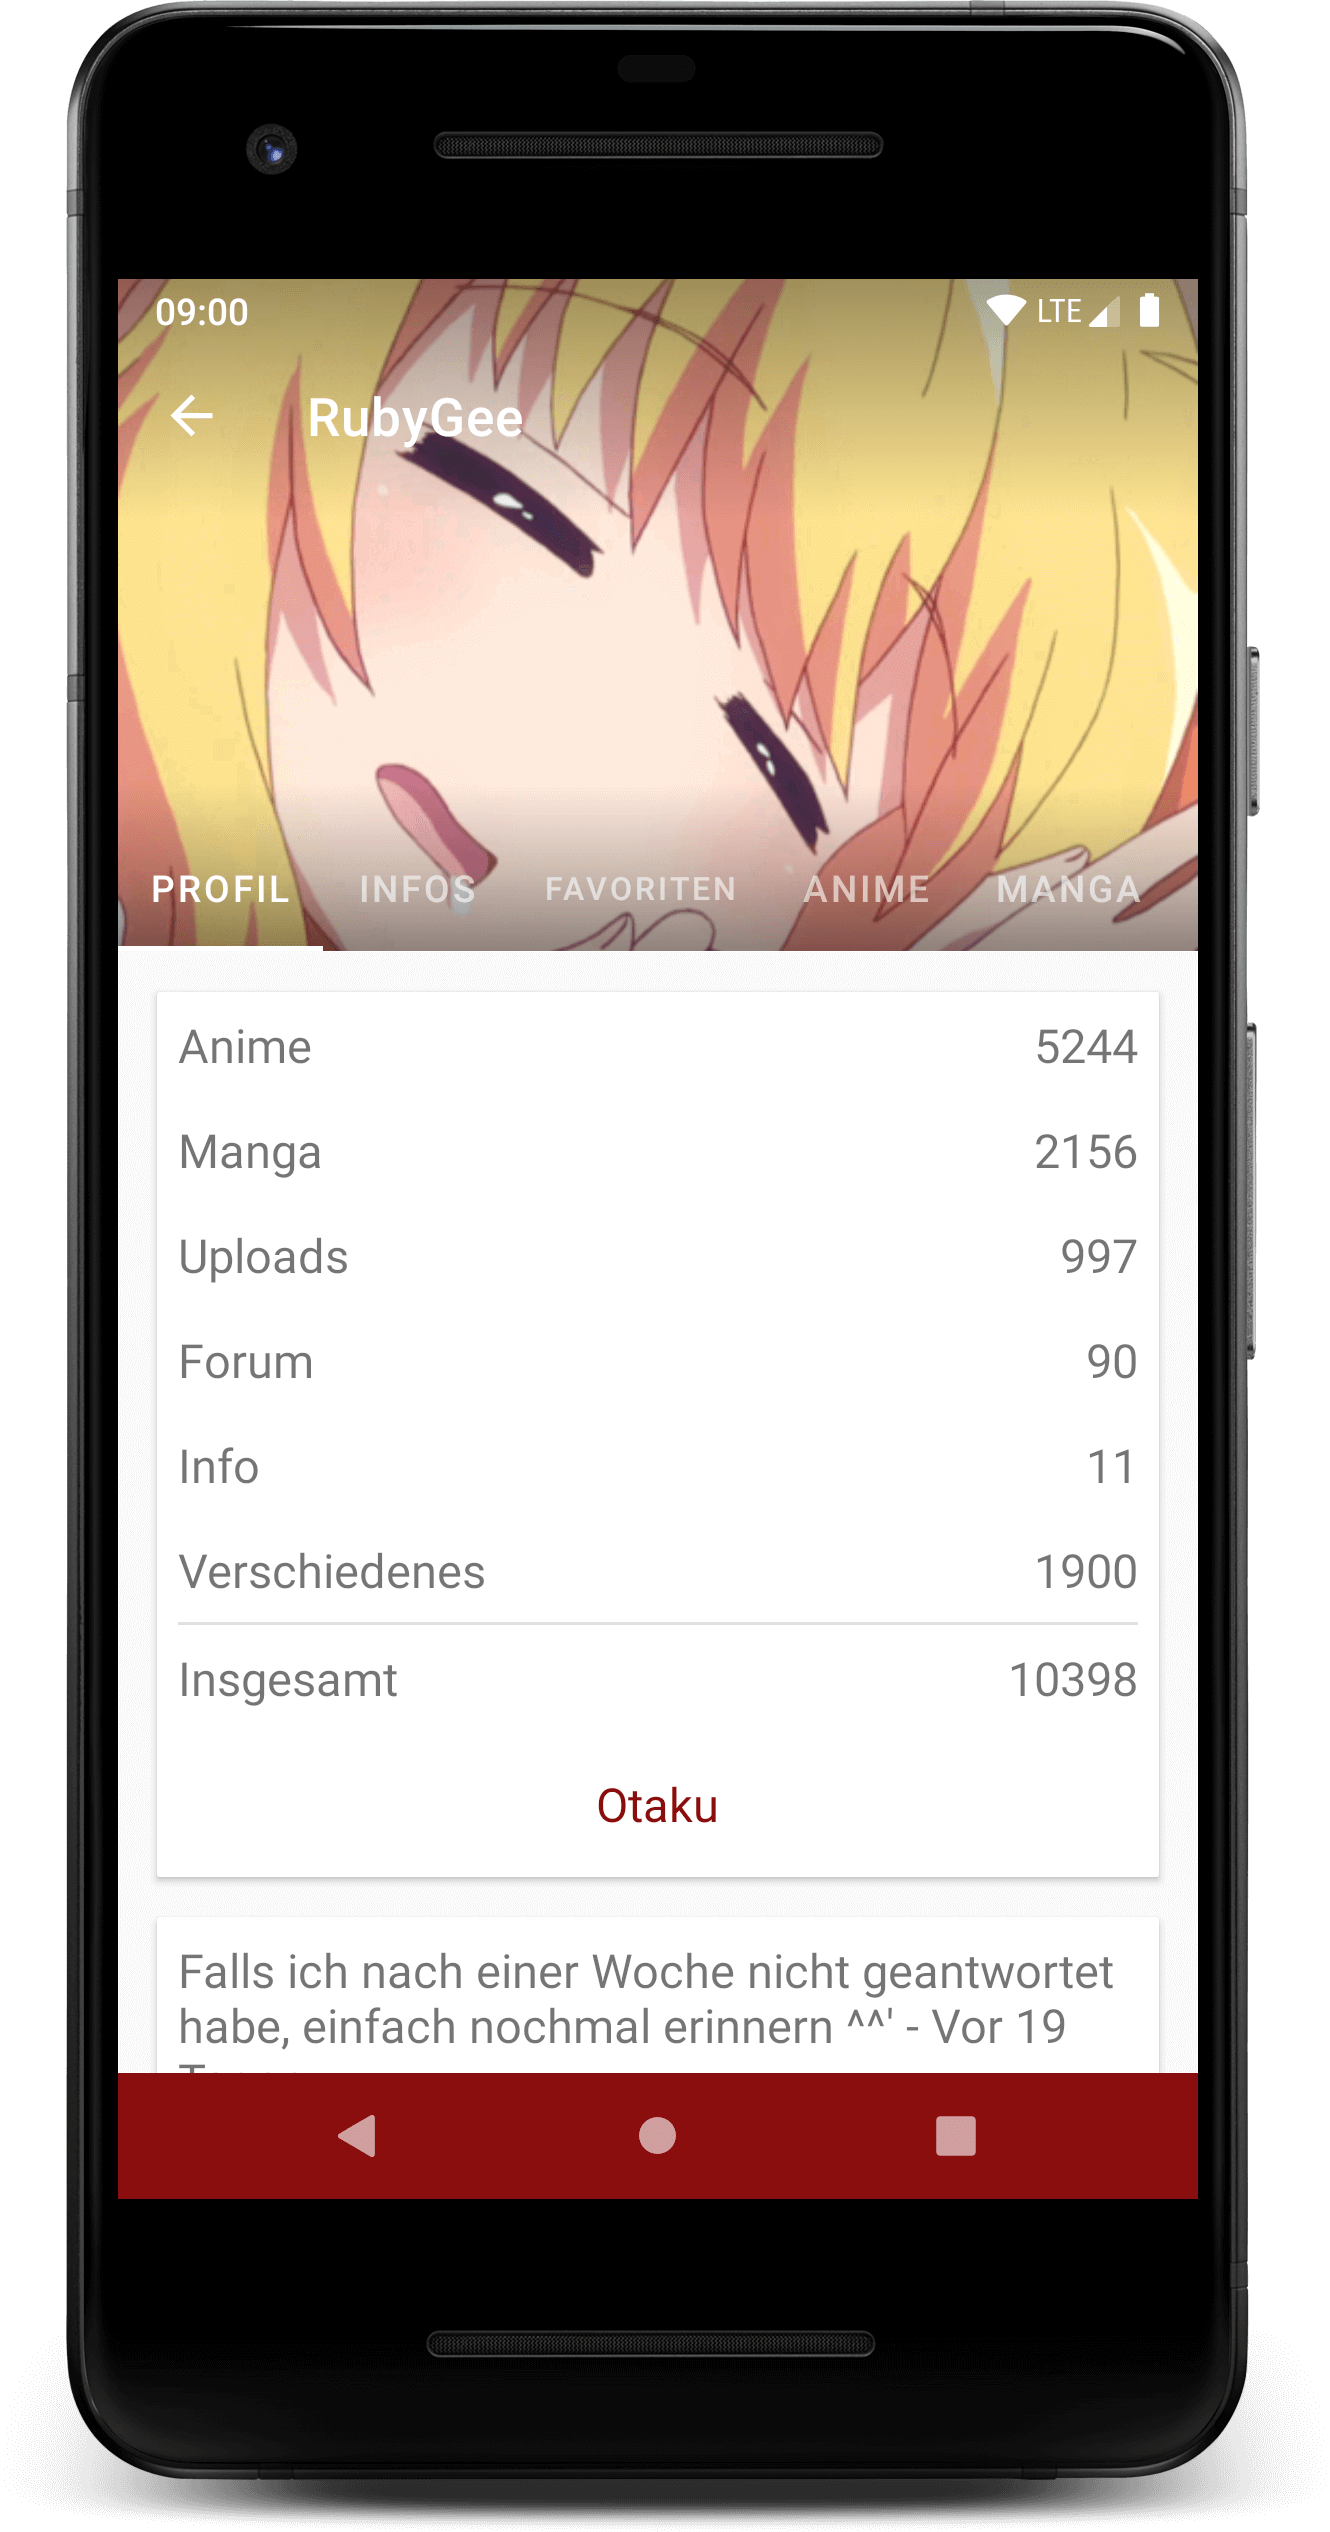 09:00 LTE
RubyGee
PROFIL INFOS FAVORITEN ANIME MANGA
Anime 5244
Manga 2156
Uploads 997
Forum 90
Info 11
Verschiedenes 1900
Insgesamt 10398
Otaku
Falls ich nach einer Woche nicht geantwortet
habe, einfach nochmal erinnern ^^' - Vor 19